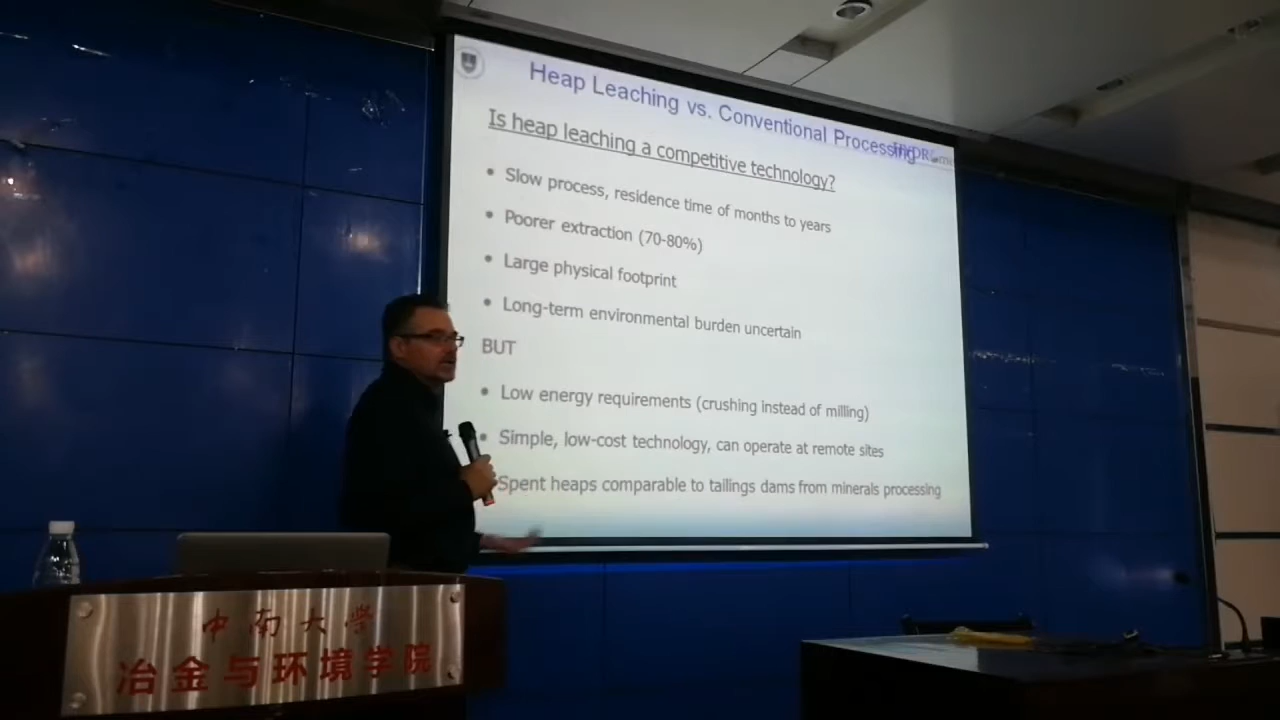 Heap Leaching vs. Conventional Processing
Is heap leaching a competitive technology?
• Slow process, residence time of months to years
• Poorer extraction (70-80%)
• Large physical footprint
• Long-term environmental burden uncertain
BUT
• Low energy requirements (crushing instead of milling)
• Simple, low-cost technology, can operate at remote sites
Spent heaps comparable to tailings dams from minerals processing
中南大学
冶金与环境学院